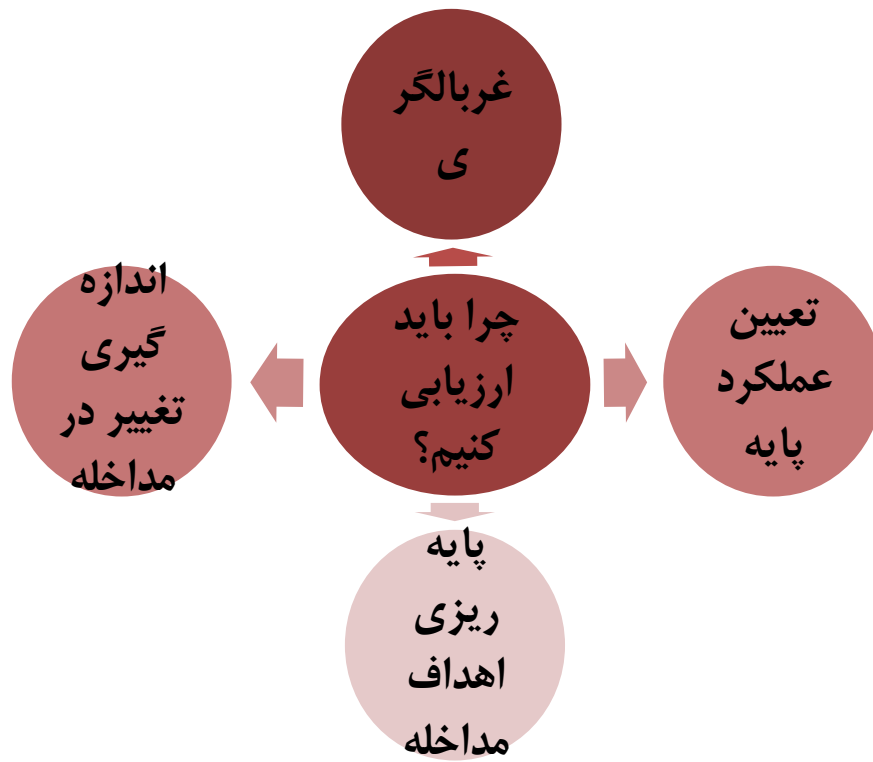 غربالگر
ی
چرا باید
ارزیابی
کنیم؟
تعیین
عملکرد
پایه
پایه
ریزی
اهداف
مداخله
اندازه
گیری
تغییر در
مداخله